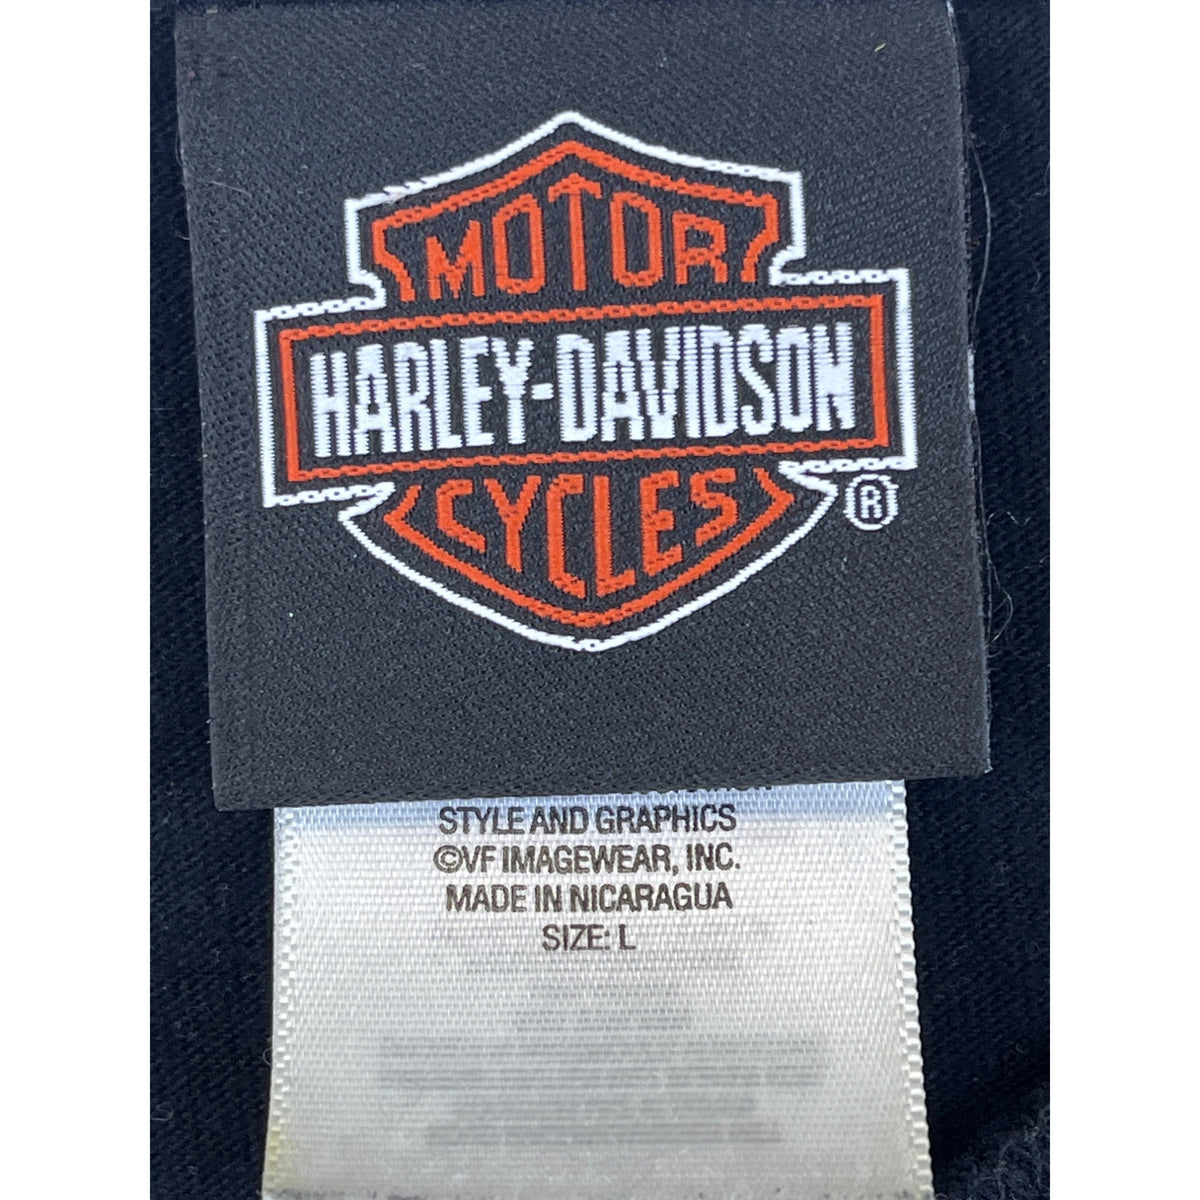 MOTOR
HARLEY-DAVIDSON
CYCLES
®
STYLE AND GRAPHICS
©VF IMAGEWEAR, INC.
MADE IN NICARAGUA
SIZE: L